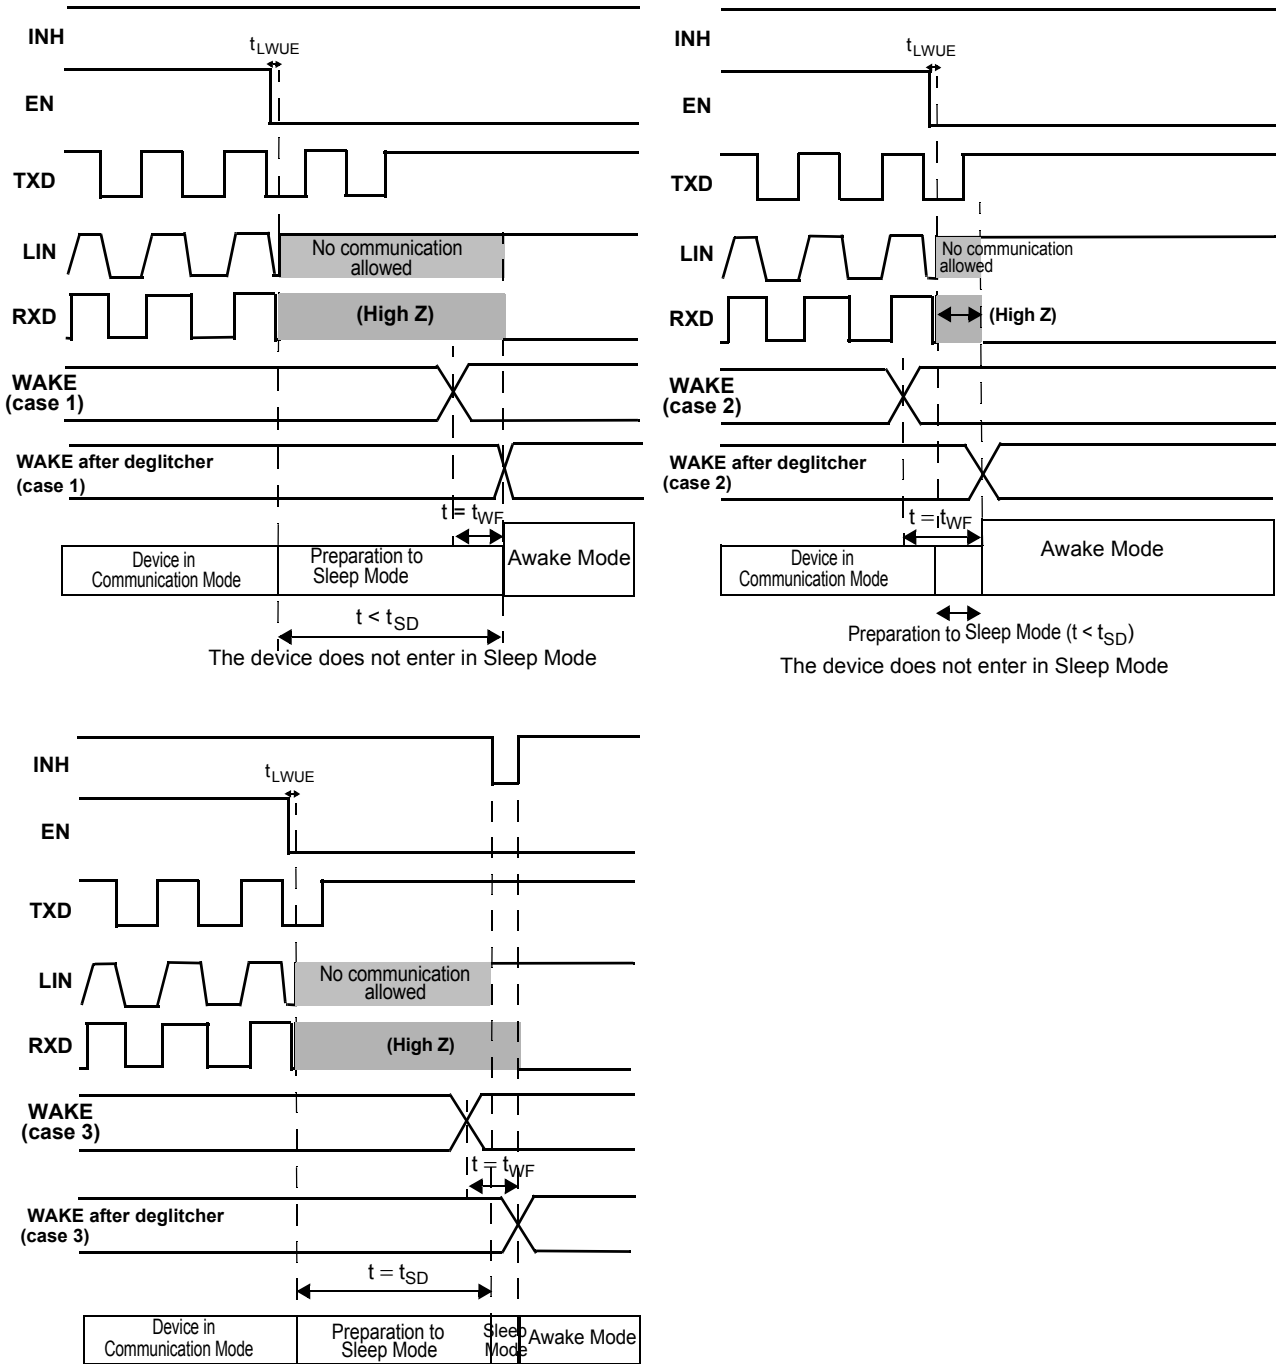 INH
tLWUE
EN
TXD
LIN
No communication
allowed
RXD
(High Z)
WAKE
(case 1)
WAKE after deglitcher
(case 1)
t = tWF
Device in
Communication Mode
Preparation to
Sleep Mode
Awake Mode
t < tSD
The device does not enter in Sleep Mode
INH
tLWUE
EN
TXD
LIN
No communication
allowed
RXD
(High Z)
WAKE
(case 2)
WAKE after deglitcher
(case 2)
t = tWF
Device in
Communication Mode
Awake Mode
Preparation to Sleep Mode (t < tSD)
The device does not enter in Sleep Mode
INH
tLWUE
EN
TXD
LIN
No communication
allowed
RXD
(High Z)
WAKE
(case 3)
t = tWF
WAKE after deglitcher
(case 3)
t = tSD
Device in
Communication Mode
Preparation to
Sleep Mode
Sleep
Mode
Awake Mode